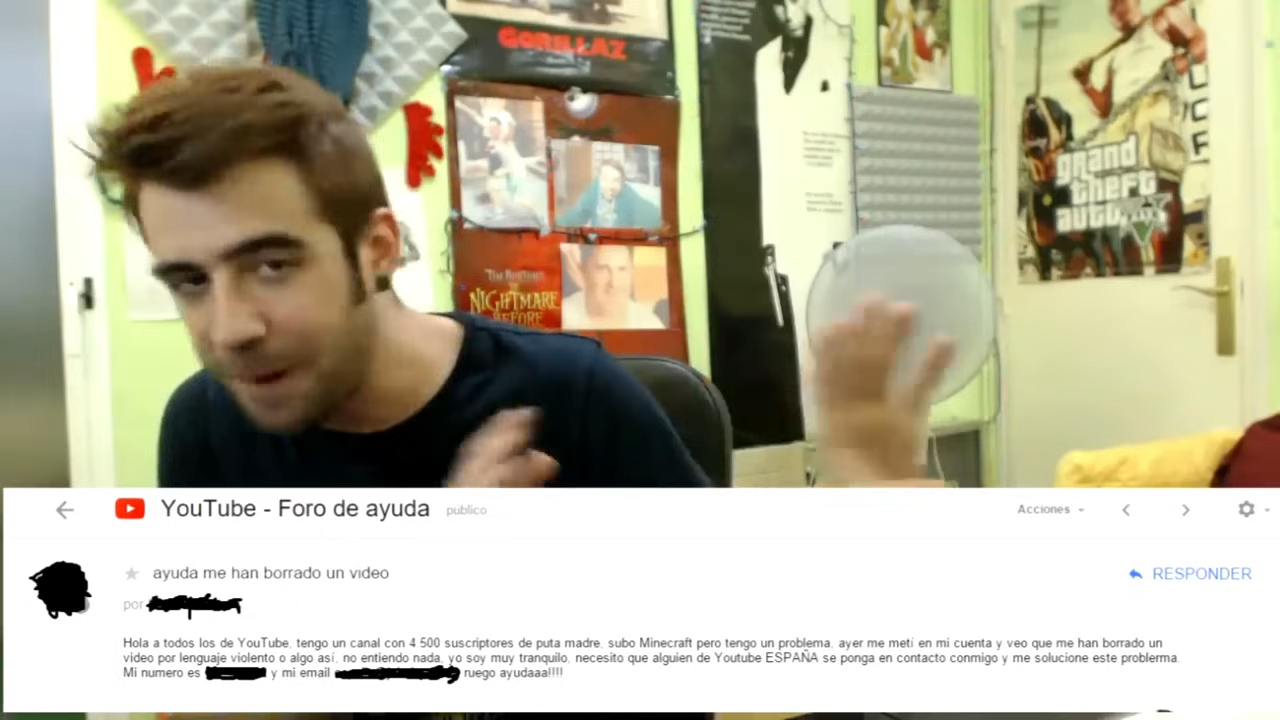 GORILLAZ
TIM BURTON'S
NIGHTMARE
BEFORE
grand
theft
auto V
YouTube - Foro de ayuda publico
Acciones
ayuda me han borrado un video
RESPONDER
por
Hola a todos los de YouTube, tengo un canal con 4 500 suscriptores de puta madre, subo Minecraft pero tengo un problema, ayer me metí en mi cuenta y veo que me han borrado un
video por lenguaje violento o algo así, no entiendo nada, yo soy muy tranquilo, necesito que alguien de Youtube ESPAÑA se ponga en contacto conmigo y me solucione este problerma.
Mi numero es y mi email ruego ayudaaa!!!!